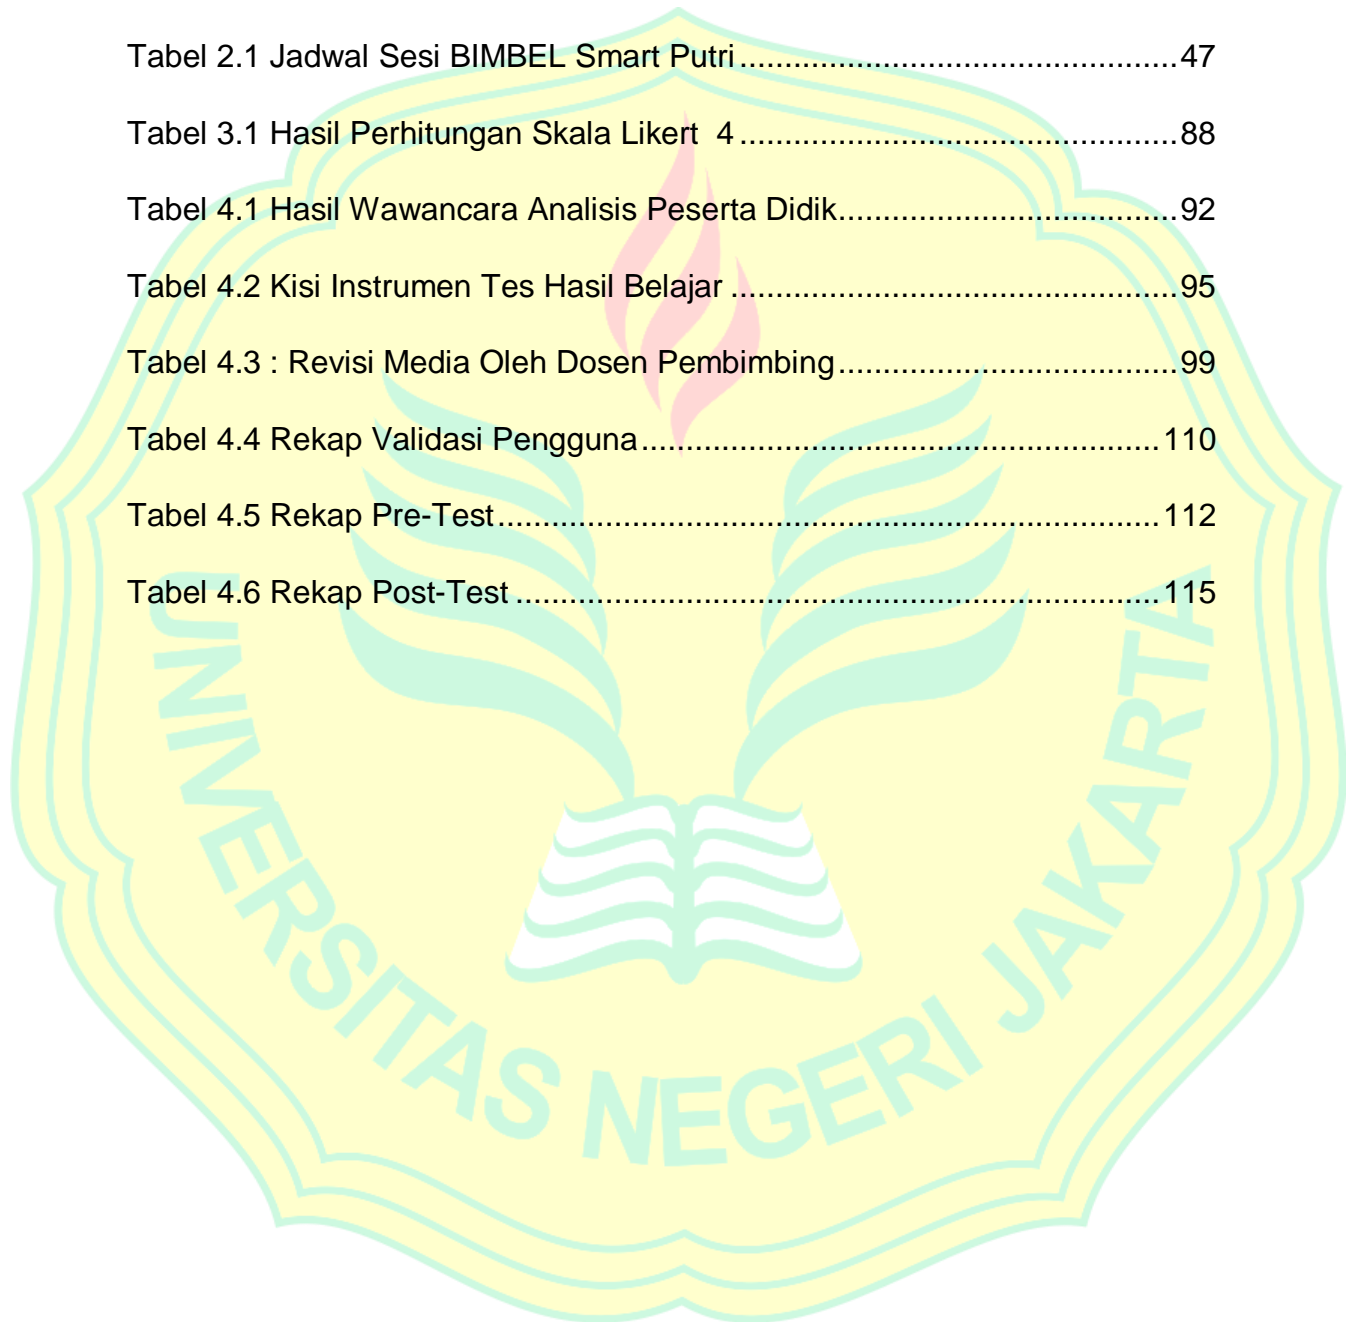 Tabel 2.1 Jadwal Sesi BIMBEL Smart Putri................................................47
Tabel 3.1 Hasil Perhitungan Skala Likert  4................................................88
Tabel 4.1 Hasil Wawancara Analisis Peserta Didik......................................92
Tabel 4.2 Kisi Instrumen Tes Hasil Belajar .................................................95
Tabel 4.3 : Revisi Media Oleh Dosen Pembimbing......................................99
Tabel 4.4 Rekap Validasi Pengguna..........................................................110
Tabel 4.5 Rekap Pre-Test..........................................................................112
Tabel 4.6 Rekap Post-Test ........................................................................115
UNIVERSITAS NEGERI JAKARTA